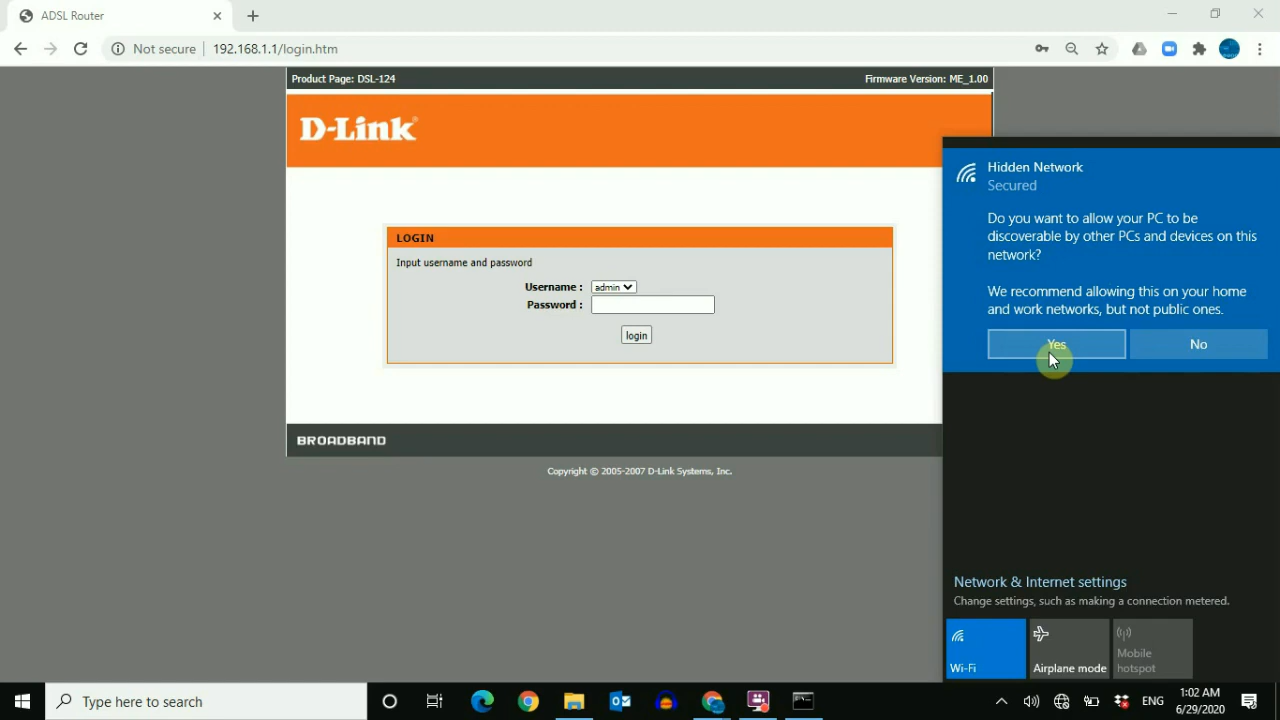 ADSL Router
Not secure
192.168.1.1/login.htm
Product Page: DSL-124
Firmware Version: ME_1.00
D-Link
LOGIN
Input username and password
Username :
admin
Password :
login
BROADBAND
Copyright © 2005-2007 D-Link Systems, Inc.
Hidden Network
Secured
Do you want to allow your PC to be
discoverable by other PCs and devices on this
network?
We recommend allowing this on your home
and work networks, but not public ones.
Yes
No
Network & Internet settings
Change settings, such as making a connection metered.
Wi-Fi
Airplane mode
Mobile
hotspot
Type here to search
ENG
1:02 AM
6/29/2020